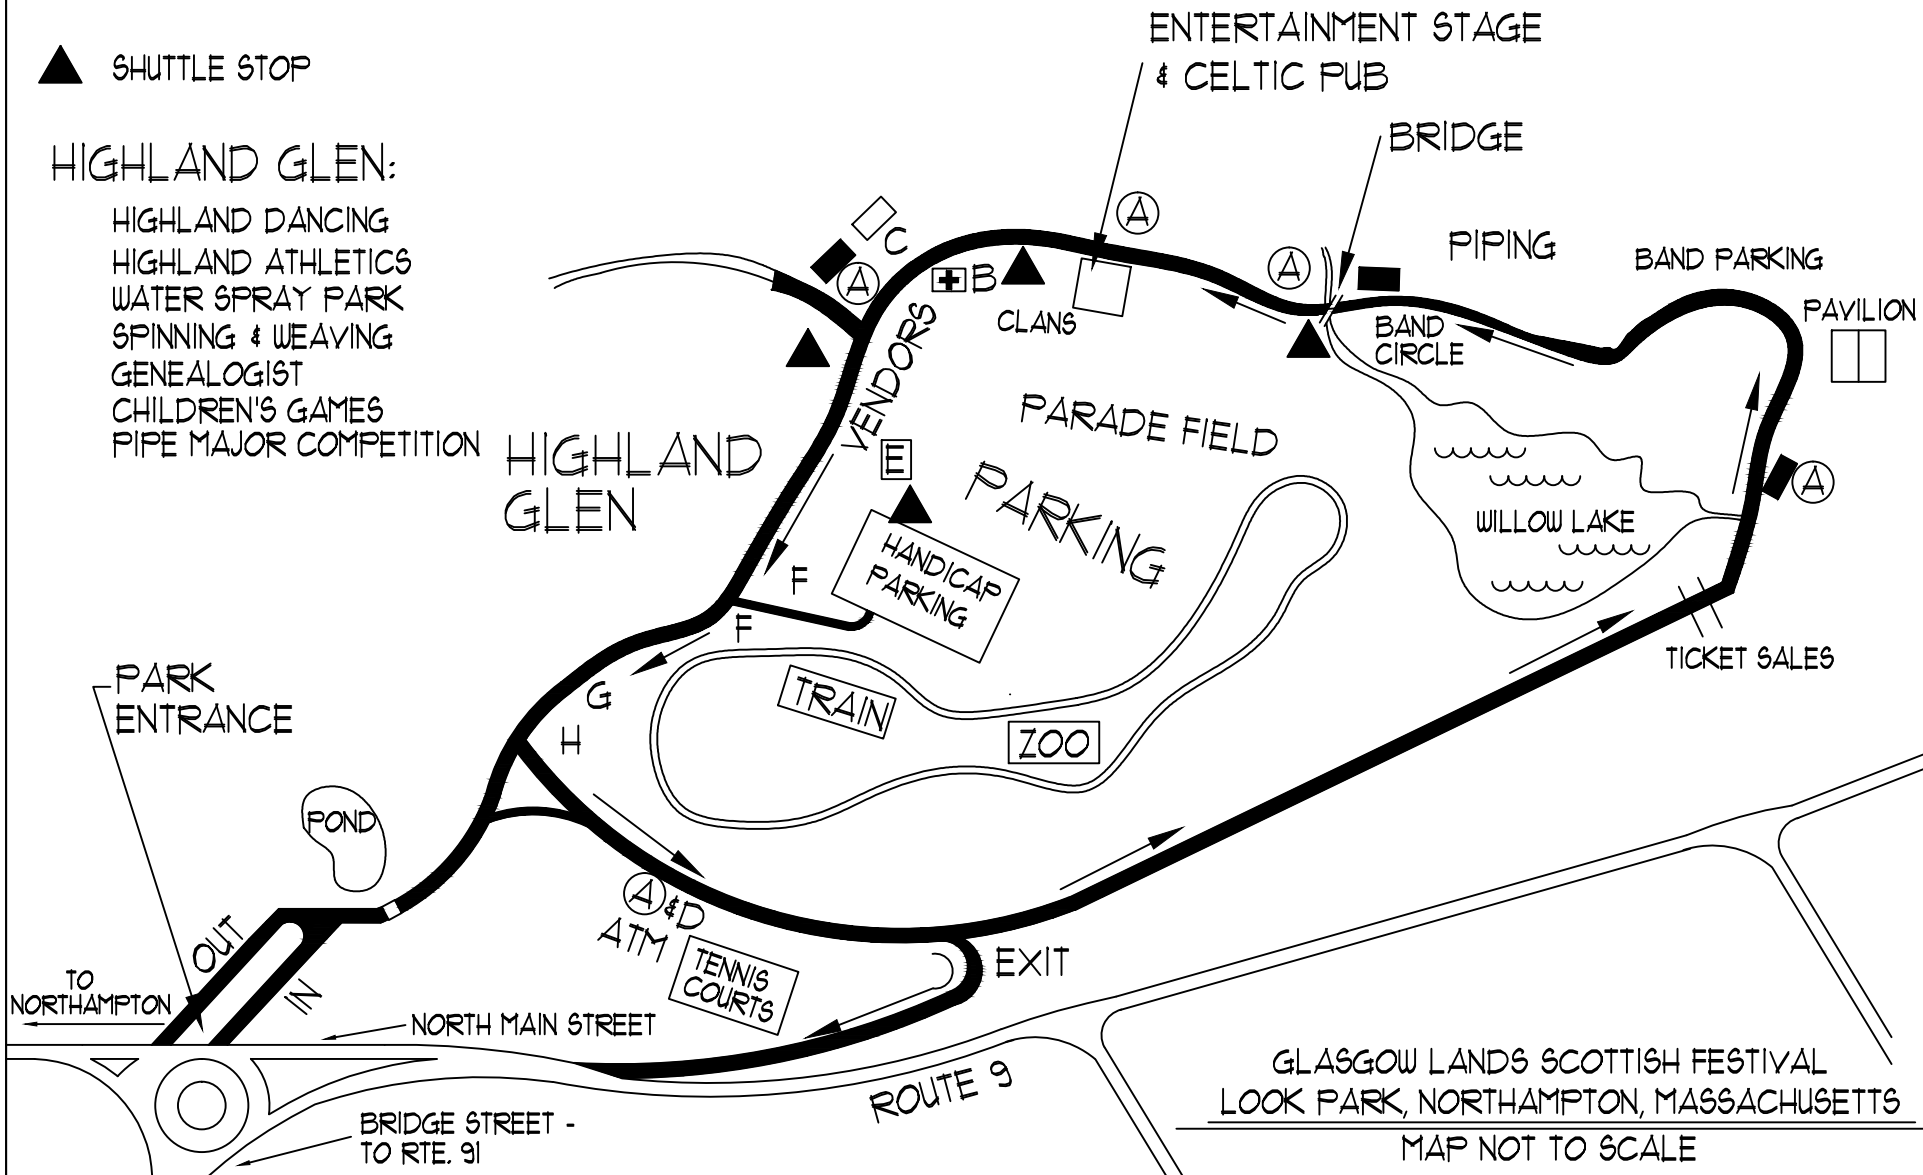 ENTERTAINMENT STAGE
& CELTIC PUB
SHUTTLE STOP
BRIDGE
HIGHLAND GLEN:
HIGHLAND DANCING
HIGHLAND ATHLETICS
WATER SPRAY PARK
SPINNING & WEAVING
GENEALOGIST
CHILDREN'S GAMES
PIPE MAJOR COMPETITION
A
C
A
B
A
PIPING
BAND PARKING
PAVILION
CLANS
BAND
CIRCLE
VENDORS
PARADE FIELD
HIGHLAND
GLEN
E
PARKING
A
WILLOW LAKE
HANDICAP
PARKING
F
F
TICKET SALES
PARK
ENTRANCE
G
TRAIN
H
ZOO
POND
A & D
ATM
OUT
EXIT
TENNIS
COURTS
TO
NORTHAMPTON
IN
NORTH MAIN STREET
ROUTE 9
GLASGOW LANDS SCOTTISH FESTIVAL
LOOK PARK, NORTHAMPTON, MASSACHUSETTS
BRIDGE STREET -
TO RTE. 91
MAP NOT TO SCALE